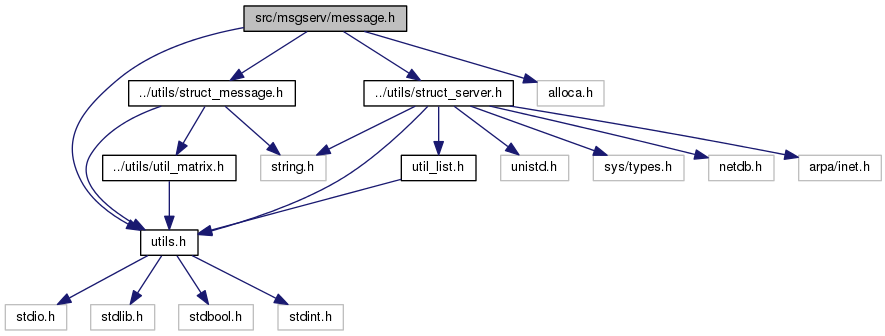 src/msgserv/message.h
../utils/struct_message.h
../utils/struct_server.h
alloca.h
../utils/util_matrix.h
string.h
util_list.h
unistd.h
sys/types.h
netdb.h
arpa/inet.h
utils.h
stdio.h
stdlib.h
stdbool.h
stdint.h